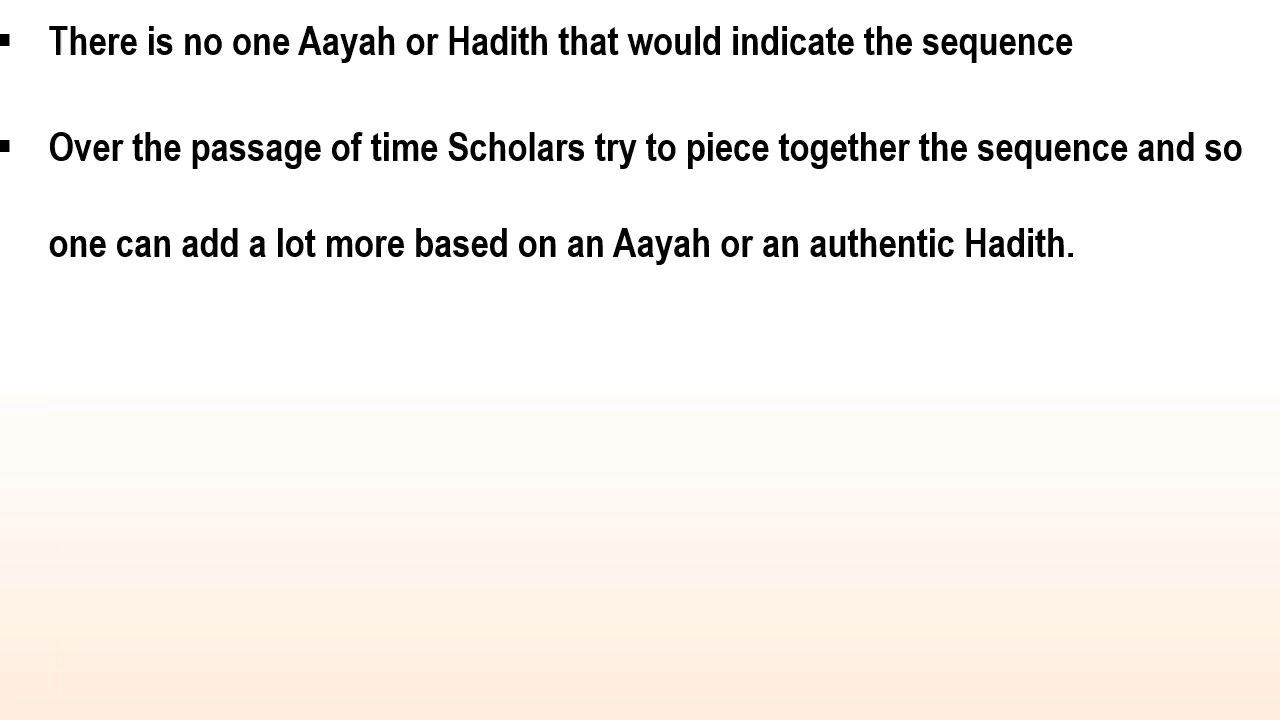 ▪ There is no one Aayah or Hadith that would indicate the sequence
▪ Over the passage of time Scholars try to piece together the sequence and so
one can add a lot more based on an Aayah or an authentic Hadith.